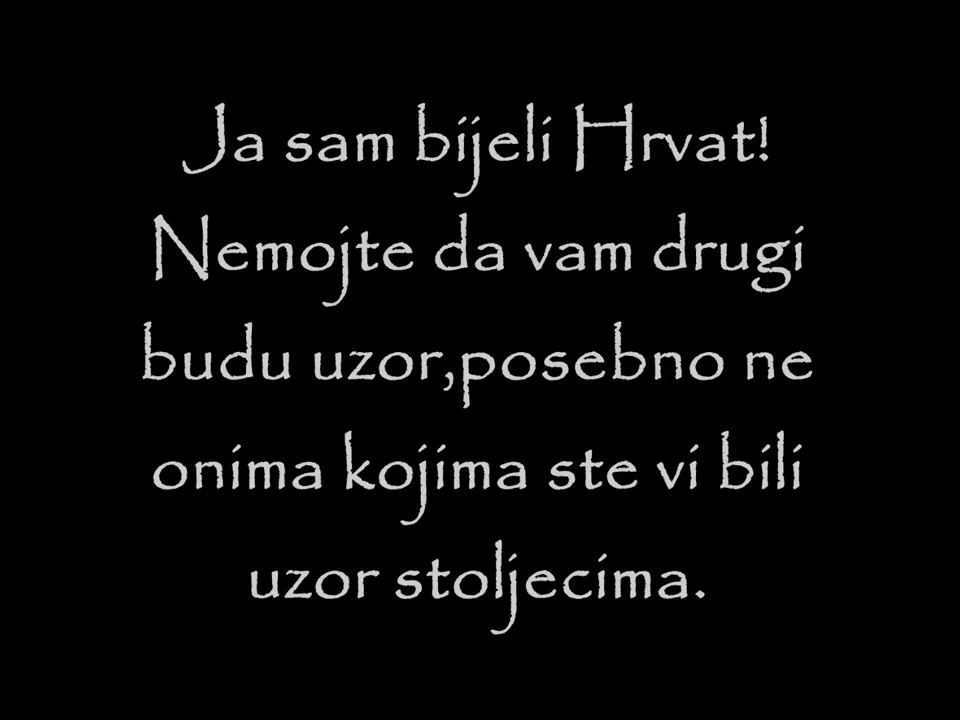 Ja sam bijeli Hrvat!
Nemojte da vam drugi
budu uzor,posebno ne
onima kojima ste vi bili
uzor stoljecima.